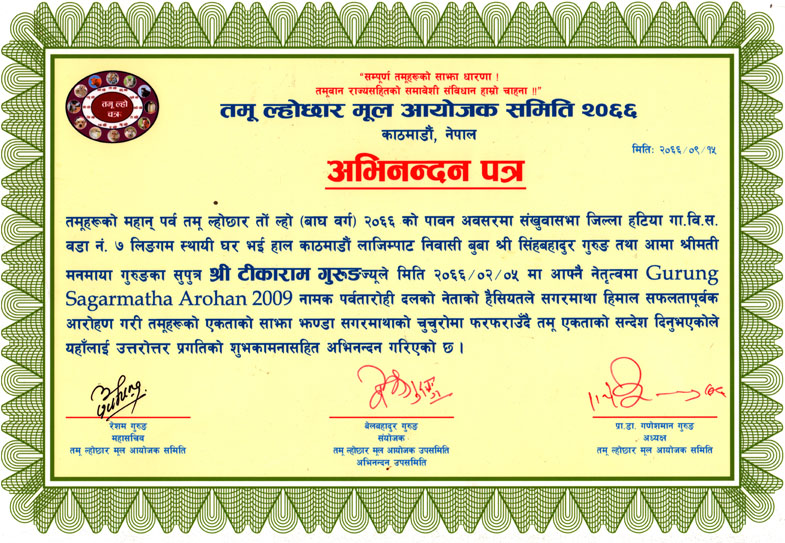 "सम्पूर्ण तमूहरूको साझा धारणा !
तमूवान राज्यसहितको समावेशी संविधान हाम्रो चाहना !!"
तमू ल्हो
चक्रः
तमू ल्होछार मूल आयोजक समिति २०६६
काठमाडौं, नेपाल
मितिः २०६६/०९/१५
अभिनन्दन पत्र
तमूहरूको महान् पर्व तमू ल्होछार तों ल्हो (बाघ वर्ग) २०६६ को पावन अवसरमा संखुवासभा जिल्ला हटिया गा.वि.स.
वडा नं. ७ लिङगम स्थायी घर भई हाल काठमाडौं लाजिम्पाट निवासी बुबा श्री सिंहबहादुर गुरुङ तथा आमा श्रीमती
मनमाया गुरुङका सुपुत्र श्री टीकाराम गुरुङज्यूले मिति २०६६/०२/०५ मा आफ्नै नेतृत्वमा Gurung
Sagarmatha Arohan 2009 नामक पर्वतारोही दलको नेताको हैसियतले सगरमाथा हिमाल सफलतापूर्वक
आरोहण गरी तमूहरूको एकताको साझा झण्डा सगरमाथाको चुचुरोमा फरफराउँदै तमू एकताको सन्देश दिनुभएकोले
यहाँलाई उत्तरोत्तर प्रगतिको शुभकामनासहित अभिनन्दन गरिएको छ ।
रेशम गुरुङ
महासचिव
तमू ल्होछार मूल आयोजक समिति
बेलबहादुर गुरुङ
संयोजक
तमू ल्होछार मूल आयोजक उपसमिति
अभिनन्दन उपसमिति
प्रा.डा. गणेशमान गुरुङ
अध्यक्ष
तमू ल्होछार मूल आयोजक समिति